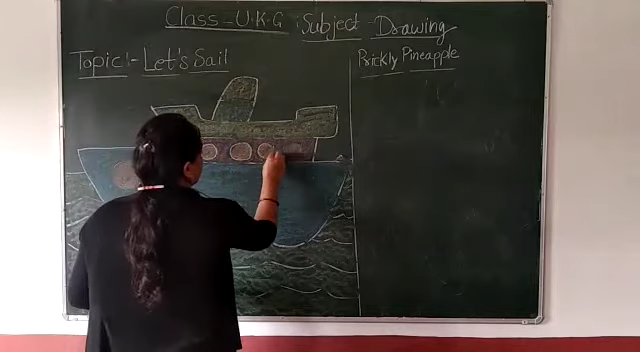 Class - U.K.G Subject - Drawing
Topic:- Let's Sail
Prickly Pineapple